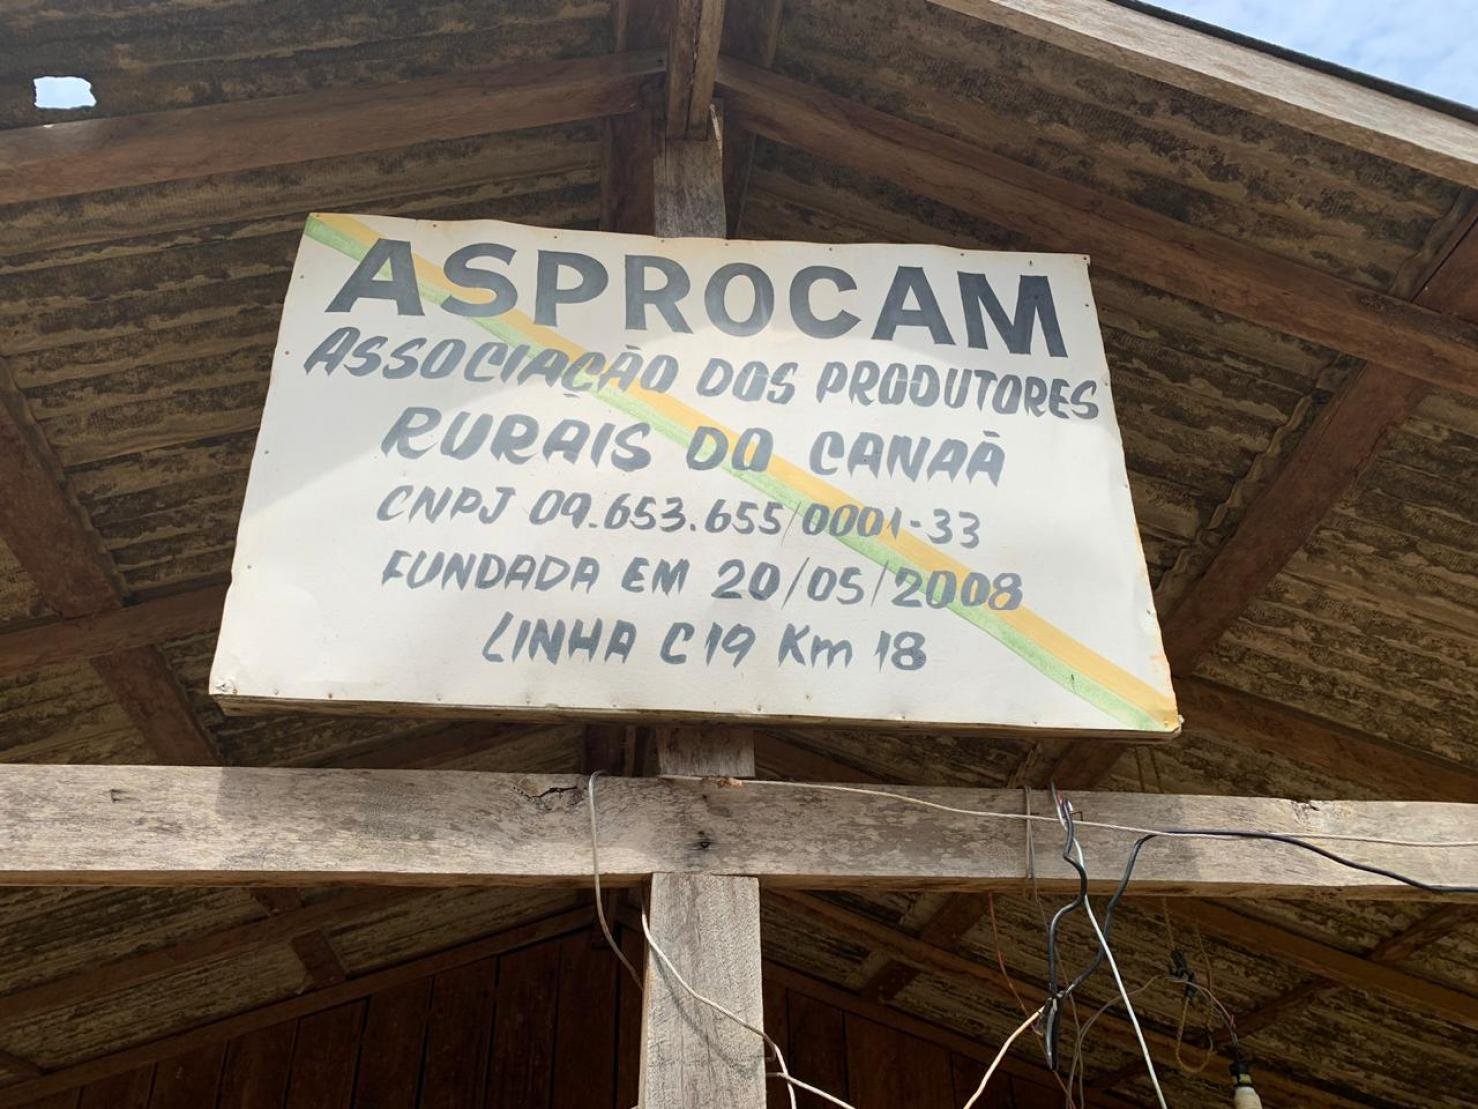 ASPROCAM
ASSOCIAÇÃO DOS PRODUTORES
RURAIS DO CANAÃ
CNPJ 09.653.655/0001-33
FUNDADA EM 20/05/2008
LINHA C19 Km 18